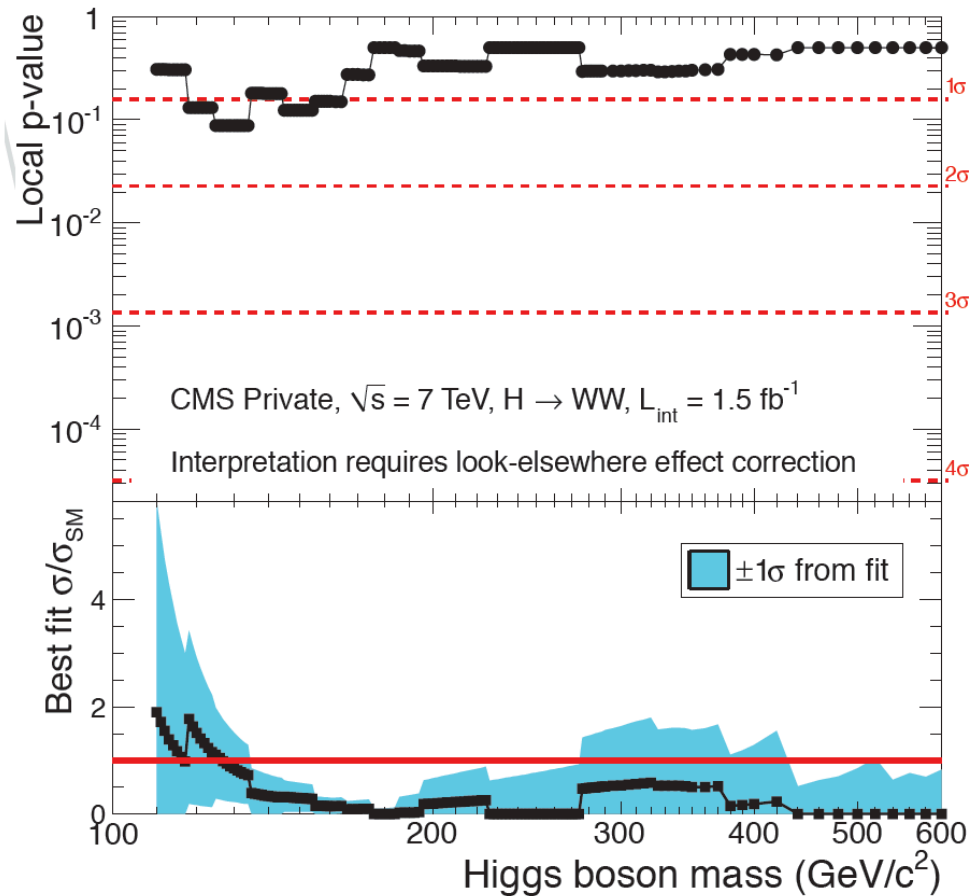 Local p-value
1
10⁻¹
10⁻²
10⁻³
10⁻⁴
1σ
2σ
3σ
4σ
CMS Private, √s = 7 TeV, H → WW, L_int = 1.5 fb⁻¹
Interpretation requires look-elsewhere effect correction
Best fit σ/σ_SM
4
2
0
±1σ from fit
100 200 300 400 500 600
Higgs boson mass (GeV/c²)